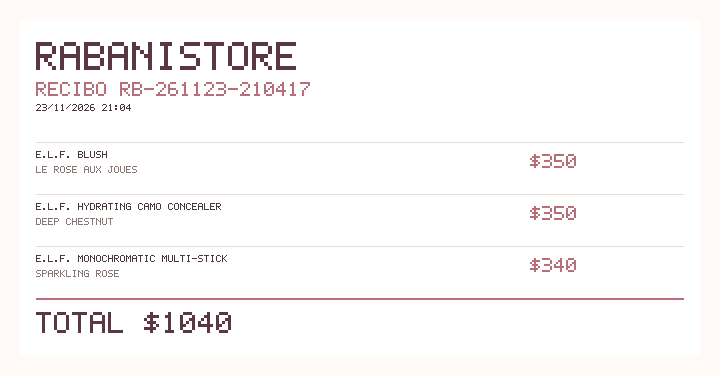 RABANISTORE
RECIBO RB-261123-210417
23/11/2026 21:04
E.L.F. BLUSH
LE ROSE AUX JOUES
$350
E.L.F. HYDRATING CAMO CONCEALER
DEEP CHESTNUT
$350
E.L.F. MONOCHROMATIC MULTI-STICK
SPARKLING ROSE
$340
TOTAL $1040